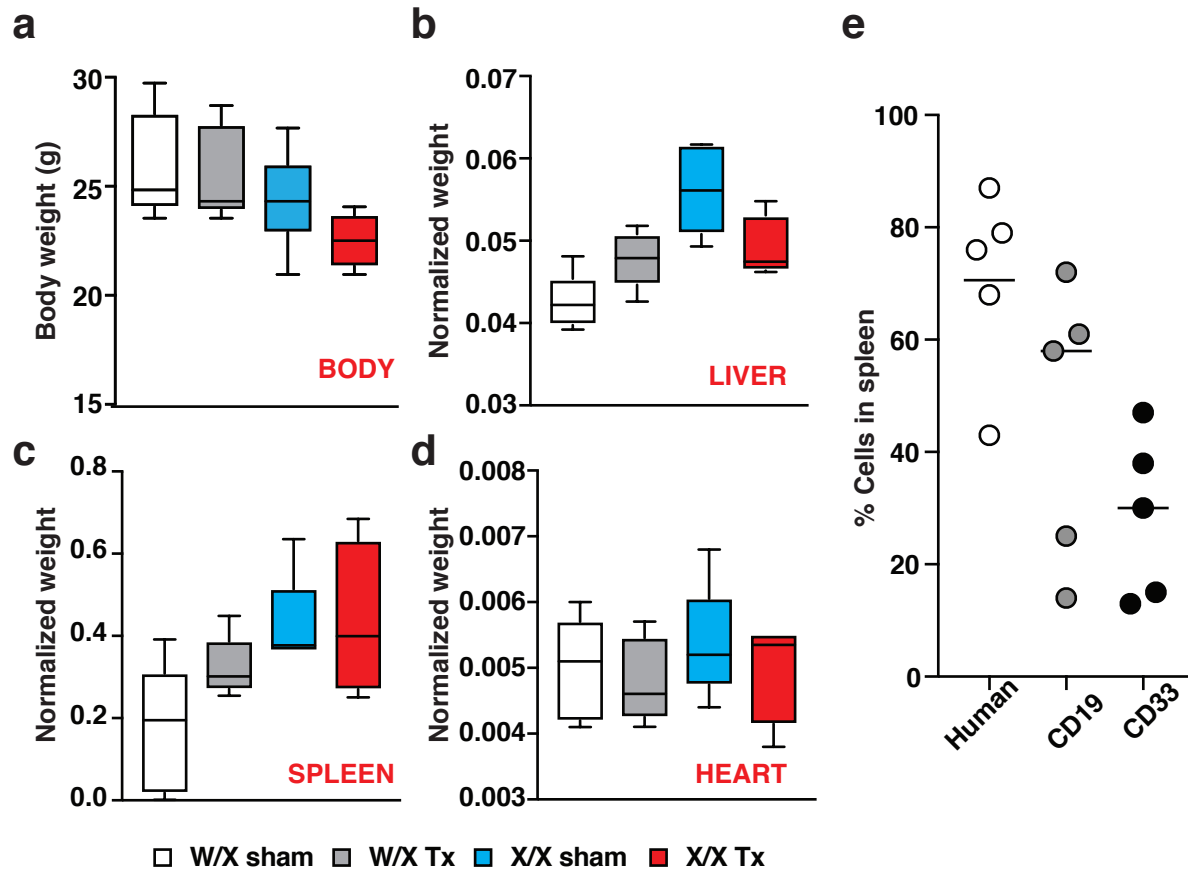 a
Body weight (g)
30
25
20
15
BODY
b
Normalized weight
0.07
0.06
0.05
0.04
0.03
LIVER
c
Normalized weight
0.8
0.6
0.4
0.2
0.0
SPLEEN
d
Normalized weight
0.008
0.007
0.006
0.005
0.004
0.003
HEART
e
% Cells in spleen
100
80
60
40
20
0
Human
CD19
CD33
W/X sham W/X Tx X/X sham X/X Tx